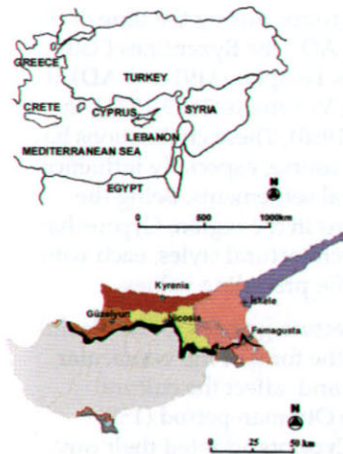 GREECE
TURKEY
CRETE
CYPRUS
SYRIA
LEBANON
MEDITERRANEAN SEA
EGYPT
N
0 500 1000km
Kyrenia
Iskele
Güzelyurt
Nicosia
Famagusta
N
0 25 50 km